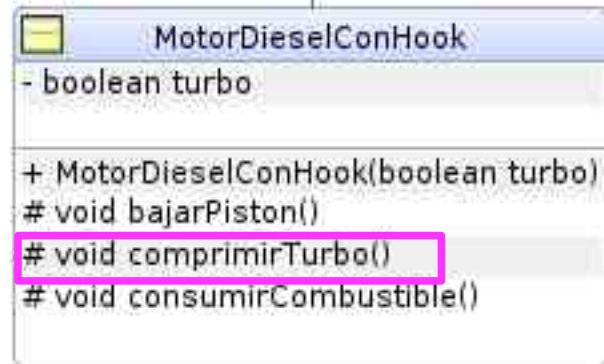 MotorDieselConHook
- boolean turbo
+ MotorDieselConHook(boolean turbo)
# void bajarPiston()
# void comprimirTurbo()
# void consumirCombustible()